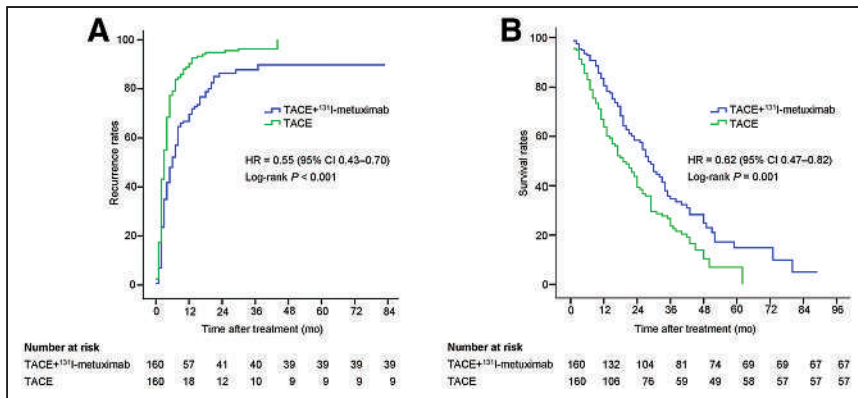 A
100
80
60
40
20
0
Recurrence rates
TACE+¹³¹I-metuximab
TACE
HR = 0.55 (95% CI 0.43–0.70)
Log-rank P < 0.001
0 12 24 36 48 60 72 84
Time after treatment (mo)
Number at risk
TACE+¹³¹I-metuximab 160 57 41 40 39 39 39 39
TACE 160 18 12 10 9 9 9 9
B
100
80
60
40
20
0
Survival rates
TACE+¹³¹I-metuximab
TACE
HR = 0.62 (95% CI 0.47–0.82)
Log-rank P = 0.001
0 12 24 36 48 60 72 84 96
Time after treatment (mo)
Number at risk
TACE+¹³¹I-metuximab 160 132 104 81 74 69 69 67 67
TACE 160 106 76 59 49 58 57 57 57